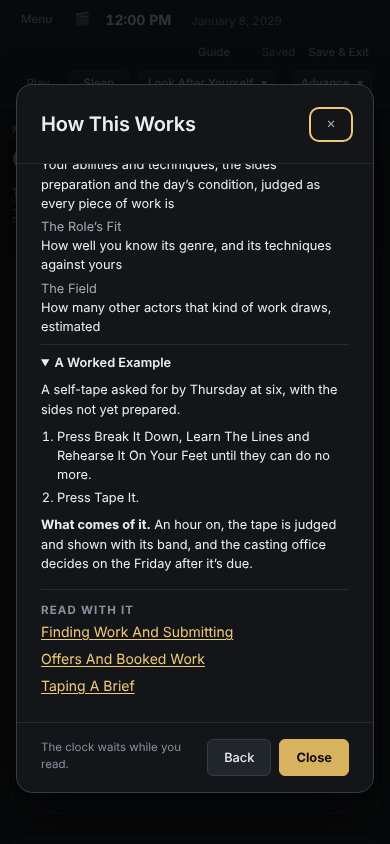 Menu 🎬 12:00 PM January 8, 2029
Guide Saved Save & Exit
Play Sleep Look After Yourself ▾ Advance ▾
How This Works ×
Your abilities and techniques, the sides
preparation and the day’s condition, judged as
every piece of work is
The Role’s Fit
How well you know its genre, and its techniques
against yours
The Field
How many other actors that kind of work draws,
estimated
▼ A Worked Example
A self-tape asked for by Thursday at six, with the
sides not yet prepared.
1. Press Break It Down, Learn The Lines and
Rehearse It On Your Feet until they can do no
more.
2. Press Tape It.
What comes of it. An hour on, the tape is judged
and shown with its band, and the casting office
decides on the Friday after it’s due.
READ WITH IT
Finding Work And Submitting
Offers And Booked Work
Taping A Brief
The clock waits while you
read.
Back Close